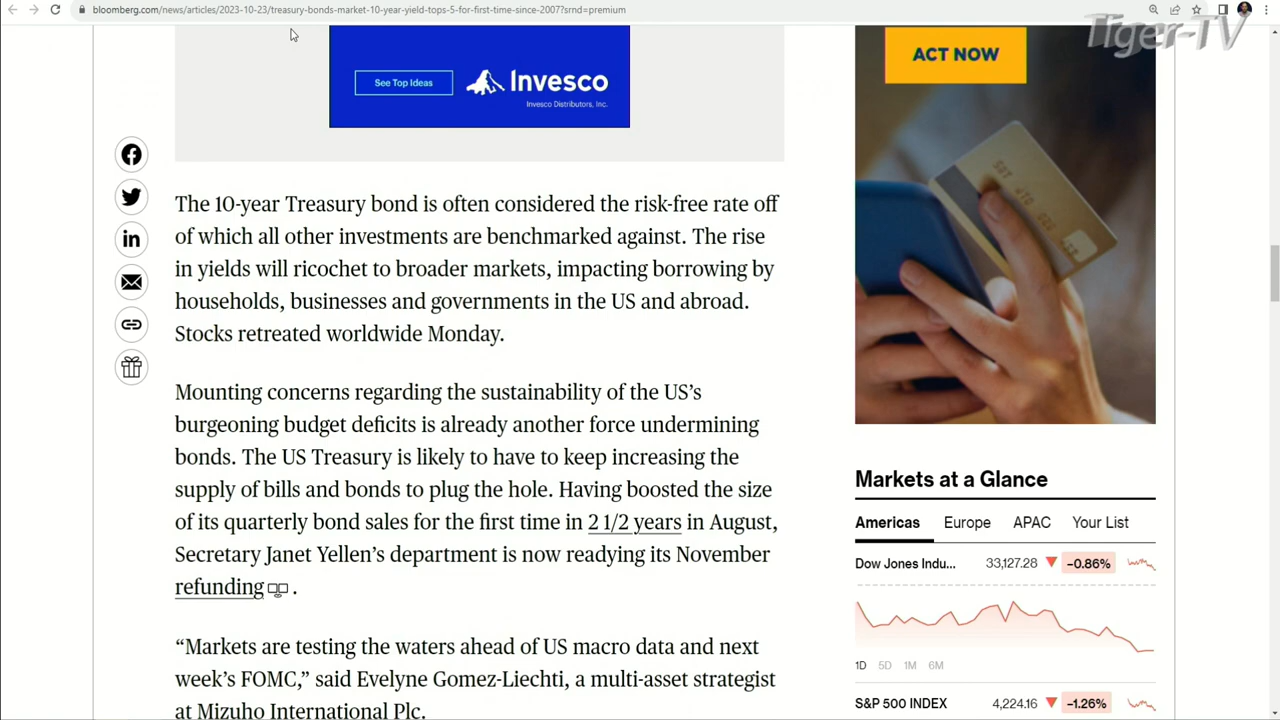 bloomberg.com/news/articles/2023-10-23/treasury-bonds-market-10-year-yield-tops-5-for-first-time-since-2007?srnd=premium
Tiger-TV
See Top Ideas
Invesco
Invesco Distributors, Inc.
ACT NOW
The 10-year Treasury bond is often considered the risk-free rate off
of which all other investments are benchmarked against. The rise
in yields will ricochet to broader markets, impacting borrowing by
households, businesses and governments in the US and abroad.
Stocks retreated worldwide Monday.
Mounting concerns regarding the sustainability of the US’s
burgeoning budget deficits is already another force undermining
bonds. The US Treasury is likely to have to keep increasing the
supply of bills and bonds to plug the hole. Having boosted the size
of its quarterly bond sales for the first time in 2 1/2 years in August,
Secretary Janet Yellen’s department is now readying its November
refunding .
“Markets are testing the waters ahead of US macro data and next
week’s FOMC,” said Evelyne Gomez-Liechti, a multi-asset strategist
at Mizuho International Plc.
Markets at a Glance
Americas Europe APAC Your List
Dow Jones Indu... 33,127.28 ▼ −0.86%
1D 5D 1M 6M
S&P 500 INDEX 4,224.16 ▼ −1.26%